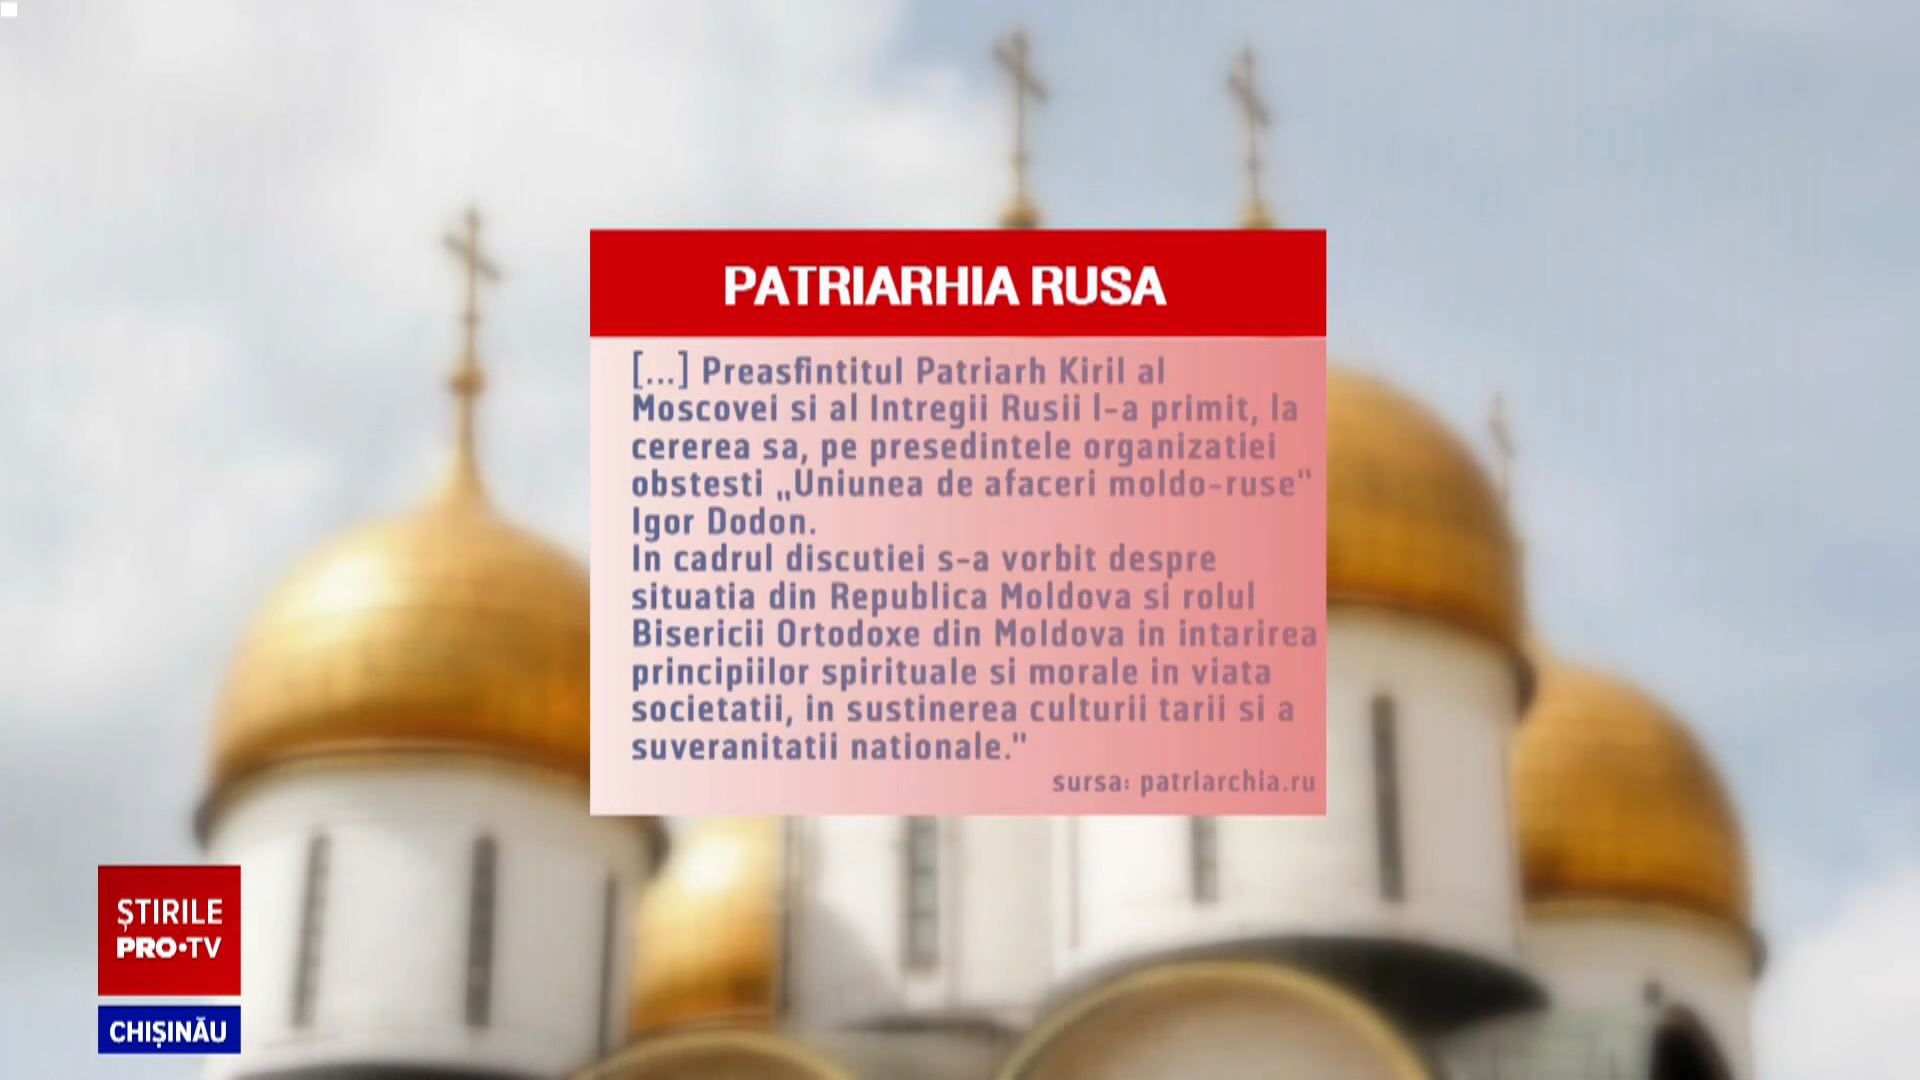 PATRIARHIA RUSA
[...] Preasfintitul Patriarh Kiril al
Moscovei si al Intregii Rusii l-a primit, la
cererea sa, pe presedintele organizatiei
obstesti „Uniunea de afaceri moldo-ruse"
Igor Dodon.
In cadrul discutiei s-a vorbit despre
situatia din Republica Moldova si rolul
Bisericii Ortodoxe din Moldova in intarirea
principiilor spirituale si morale in viata
societatii, in sustinerea culturii tarii si a
suveranitatii nationale."
sursa: patriarchia.ru
ȘTIRILE
PRO•TV
CHIȘINĂU